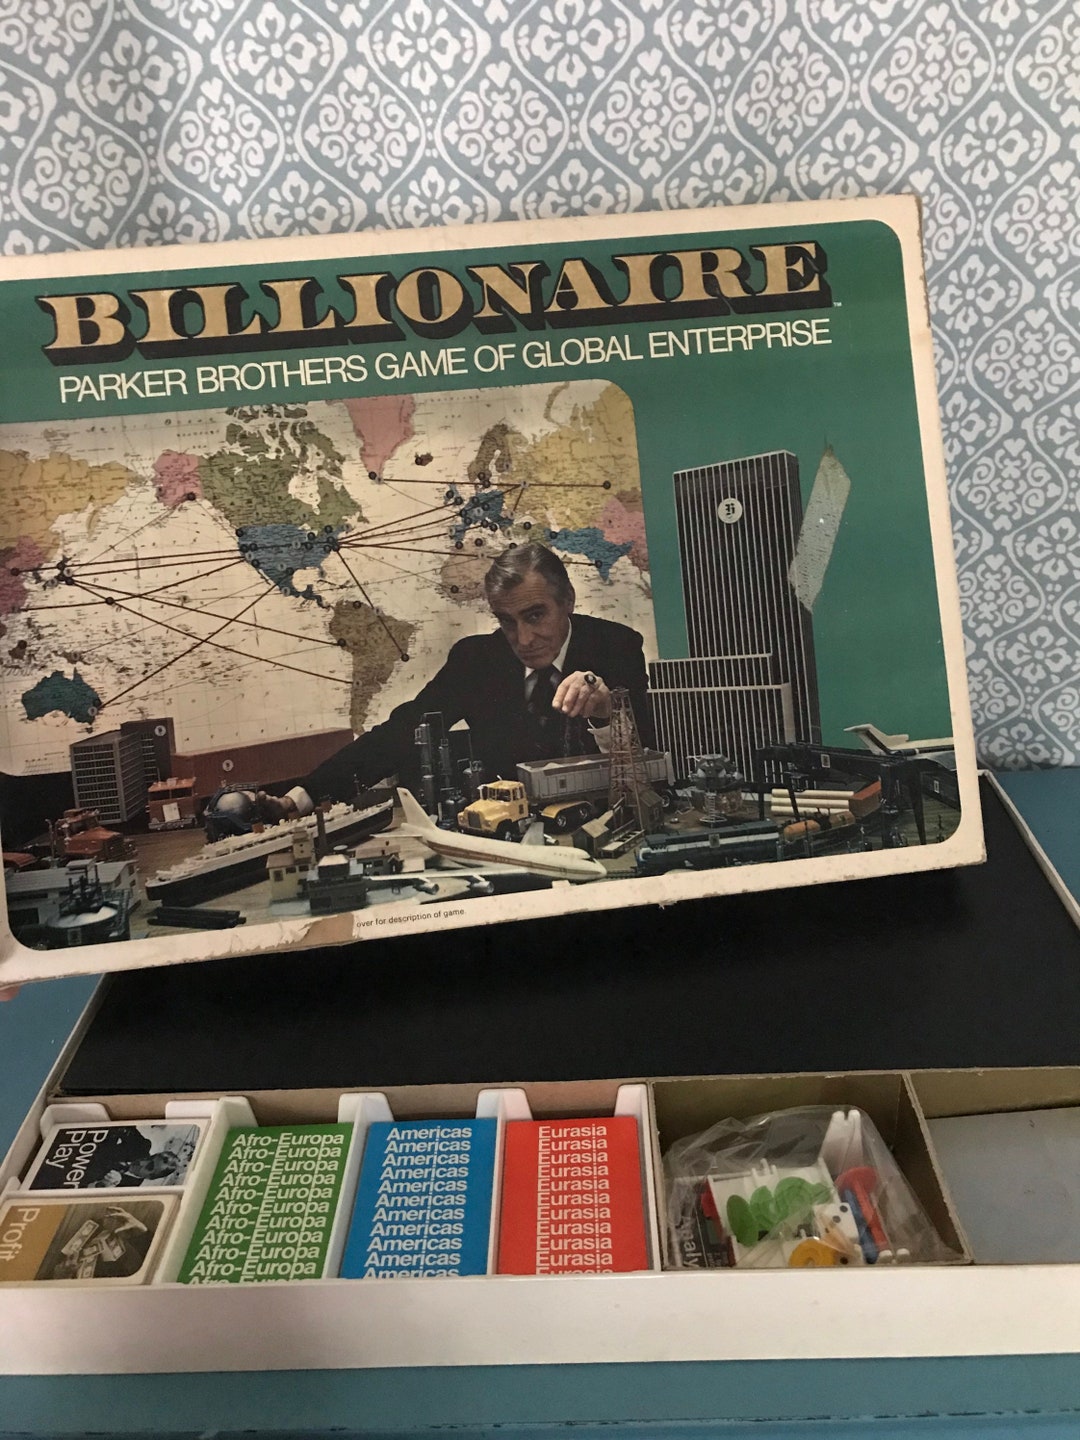 BILLIONAIRE™
PARKER BROTHERS GAME OF GLOBAL ENTERPRISE
over for description of game.
Power
Play
Profit
Afro-Europa
Afro-Europa
Afro-Europa
Afro-Europa
Afro-Europa
Afro-Europa
Afro-Europa
Afro-Europa
Afro-Europa
Afro-Europa
Afro-Europa
Americas
Americas
Americas
Americas
Americas
Americas
Americas
Americas
Americas
Americas
Americas
Eurasia
Eurasia
Eurasia
Eurasia
Eurasia
Eurasia
Eurasia
Eurasia
Eurasia
Eurasia
Eurasia
Eurasia